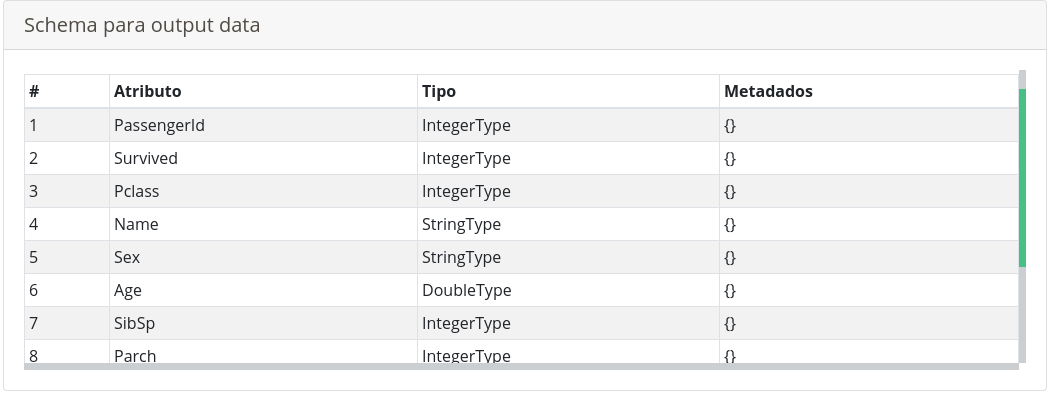 Schema para output data
# Atributo Tipo Metadados
1 PassengerId IntegerType {}
2 Survived IntegerType {}
3 Pclass IntegerType {}
4 Name StringType {}
5 Sex StringType {}
6 Age DoubleType {}
7 SibSp IntegerType {}
8 Parch IntegerType {}